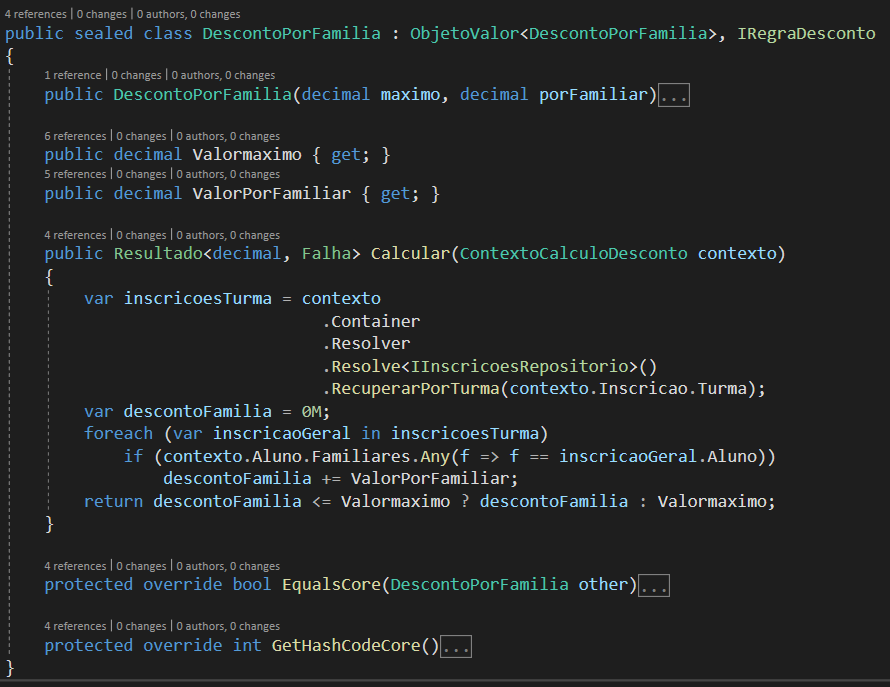 4 references | 0 changes | 0 authors, 0 changes
public sealed class DescontoPorFamilia : ObjetoValor<DescontoPorFamilia>, IRegraDesconto
{
1 reference | 0 changes | 0 authors, 0 changes
public DescontoPorFamilia(decimal maximo, decimal porFamiliar)...
6 references | 0 changes | 0 authors, 0 changes
public decimal Valormaximo { get; }
5 references | 0 changes | 0 authors, 0 changes
public decimal ValorPorFamiliar { get; }
4 references | 0 changes | 0 authors, 0 changes
public Resultado<decimal, Falha> Calcular(ContextoCalculoDesconto contexto)
{
var inscricoesTurma = contexto
.Container
.Resolver
.Resolve<IInscricoesRepositorio>()
.RecuperarPorTurma(contexto.Inscricao.Turma);
var descontoFamilia = 0M;
foreach (var inscricaoGeral in inscricoesTurma)
if (contexto.Aluno.Familiares.Any(f => f == inscricaoGeral.Aluno))
descontoFamilia += ValorPorFamiliar;
return descontoFamilia <= Valormaximo ? descontoFamilia : Valormaximo;
}
4 references | 0 changes | 0 authors, 0 changes
protected override bool EqualsCore(DescontoPorFamilia other)...
4 references | 0 changes | 0 authors, 0 changes
protected override int GetHashCodeCore()...
}